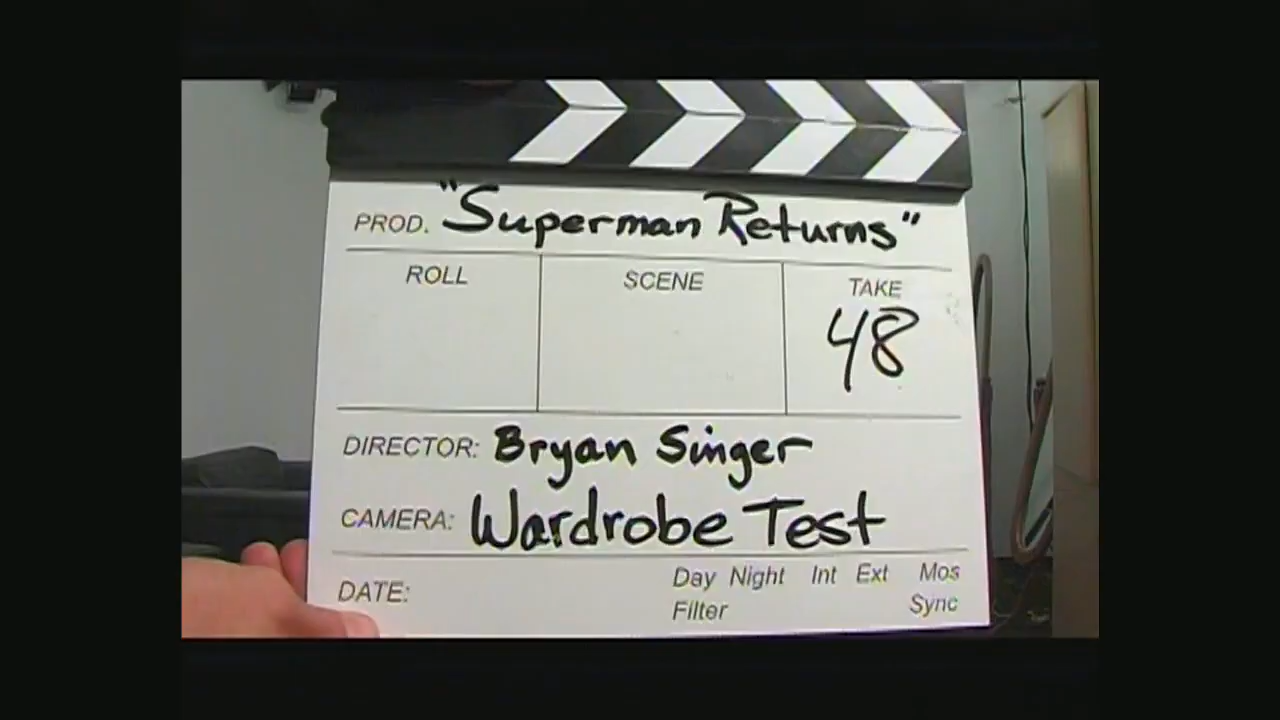 PROD. "Superman Returns"
ROLL SCENE TAKE
48
DIRECTOR: Bryan Singer
CAMERA: Wardrobe Test
DATE: Day Night Int Ext Mos
Filter Sync